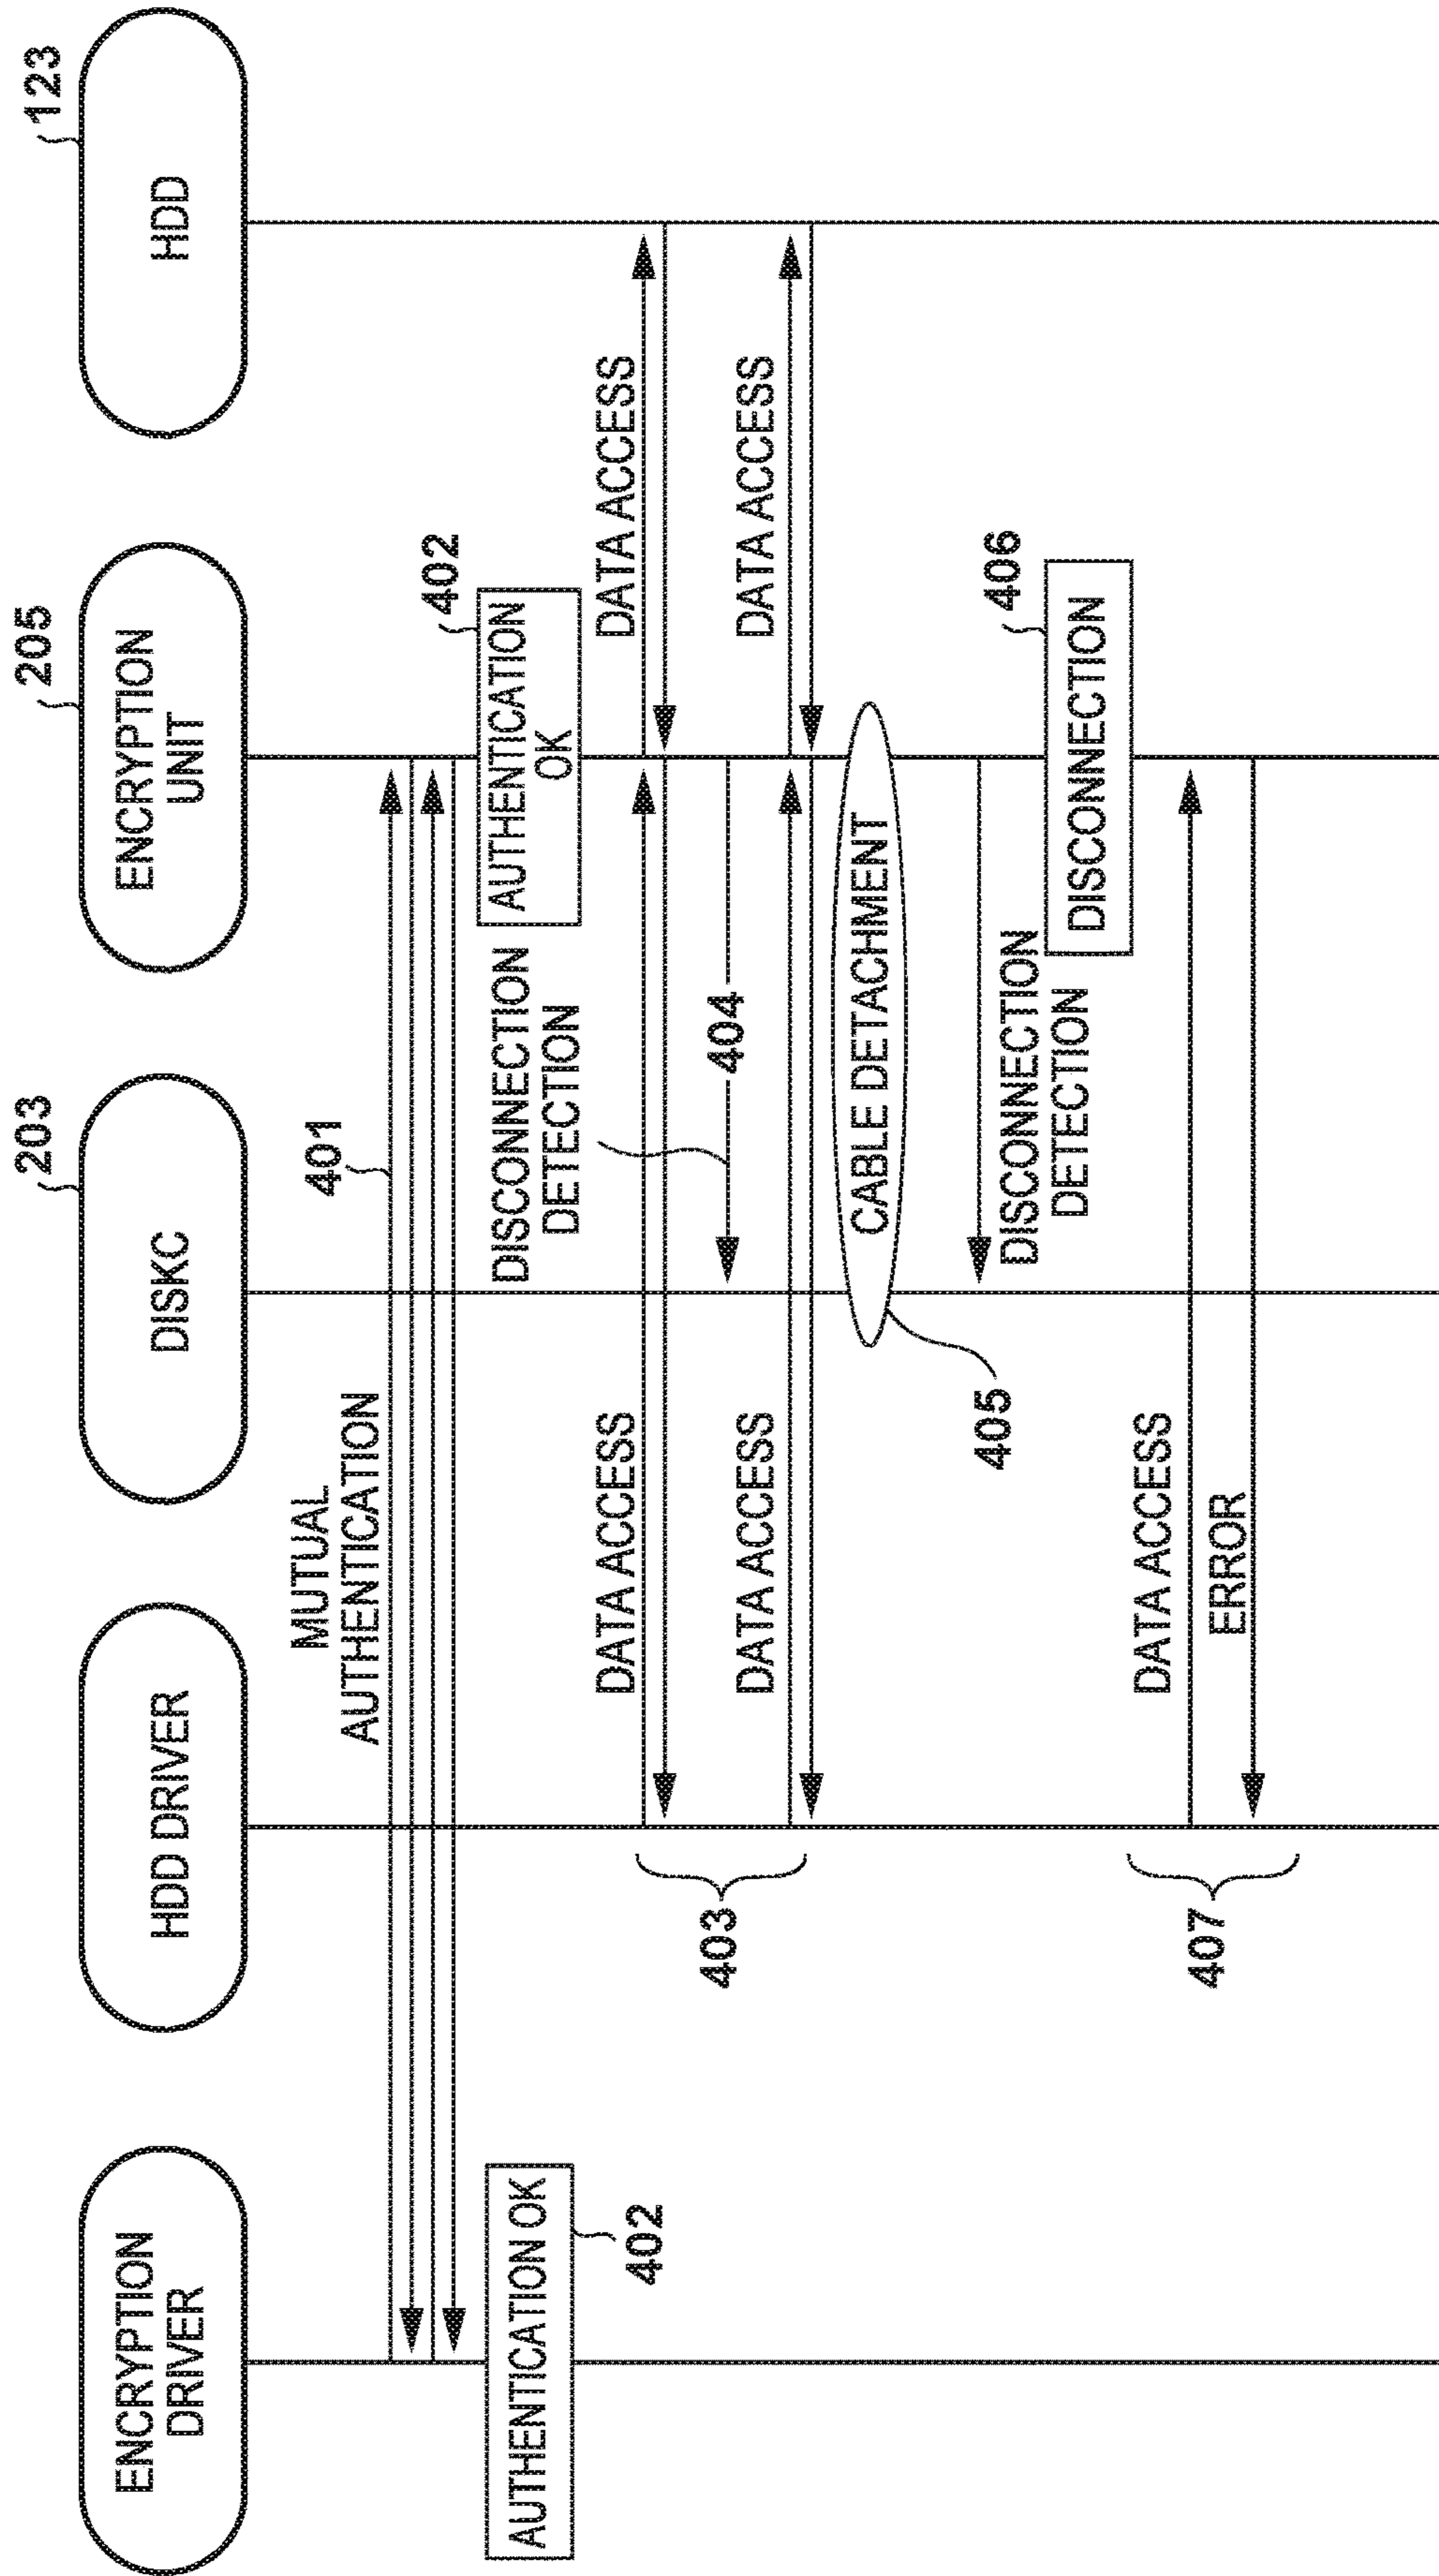 ENCRYPTION
DRIVER
HDD DRIVER
DISKC
203
ENCRYPTION
UNIT
205
HDD
123
MUTUAL
AUTHENTICATION
401
AUTHENTICATION OK
402
AUTHENTICATION
OK
402
DISCONNECTION
DETECTION
DATA ACCESS
DATA ACCESS
404
403
DATA ACCESS
DATA ACCESS
CABLE DETACHMENT
405
DISCONNECTION
DETECTION
DISCONNECTION
406
DATA ACCESS
ERROR
407